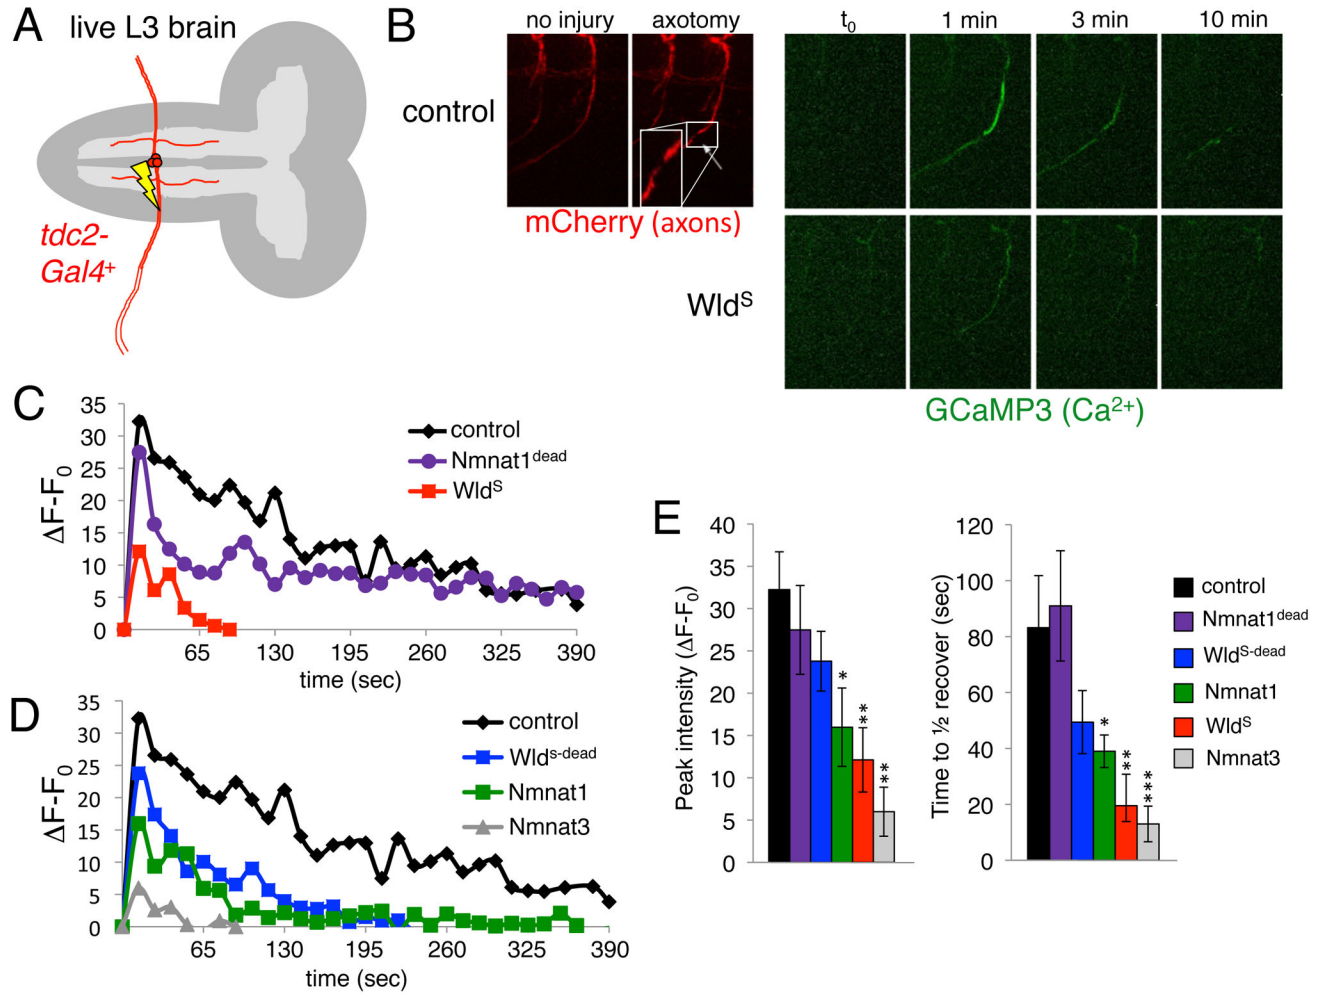 A
live L3 brain
tdc2-
Gal4⁺
B
no injury axotomy
t₀ 1 min 3 min 10 min
control
mCherry (axons)
Wldˢ
GCaMP3 (Ca²⁺)
C
35
30
25
20
15
10
5
0
ΔF-F₀
65 130 195 260 325 390
time (sec)
control
Nmnat1ᵈᵉᵃᵈ
Wldˢ
D
35
30
25
20
15
10
5
0
ΔF-F₀
65 130 195 260 325 390
time (sec)
control
Wldˢ⁻ᵈᵉᵃᵈ
Nmnat1
Nmnat3
E
40
35
30
25
20
15
10
5
0
Peak intensity (ΔF-F₀)
*
**
**
120
100
80
60
40
20
0
Time to ½ recover (sec)
*
**
***
control
Nmnat1ᵈᵉᵃᵈ
Wldˢ⁻ᵈᵉᵃᵈ
Nmnat1
Wldˢ
Nmnat3